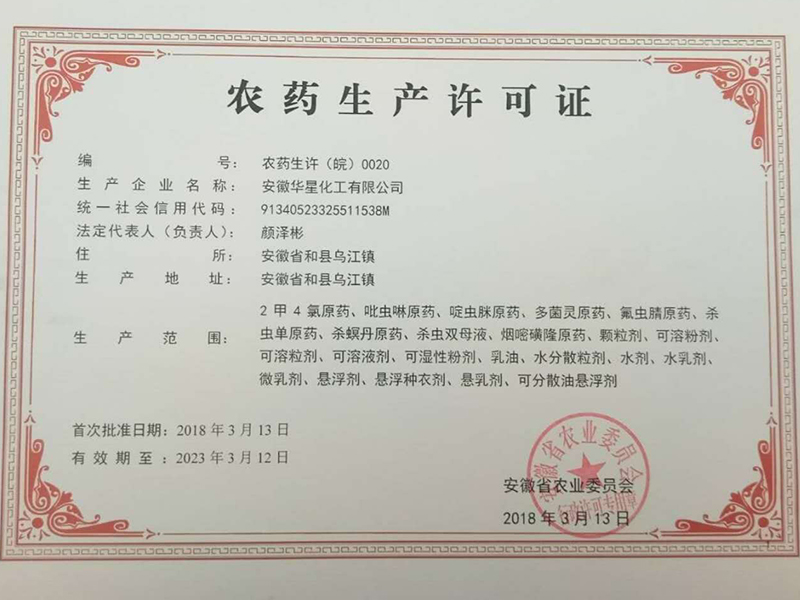 农药生产许可证
编号：农药生许（皖）0020
生产企业名称：安徽华星化工有限公司
统一社会信用代码：91340523325511538M
法定代表人（负责人）：颜泽彬
住所：安徽省和县乌江镇
生产地址：安徽省和县乌江镇
2甲4氯原药、吡虫啉原药、啶虫脒原药、多菌灵原药、氟虫腈原药、杀
生产范围：虫单原药、杀螟丹原药、杀虫双母液、烟嘧磺隆原药、颗粒剂、可溶粉剂、
可溶粒剂、可溶液剂、可湿性粉剂、乳油、水分散粒剂、水剂、水乳剂、
微乳剂、悬浮剂、悬浮种衣剂、悬乳剂、可分散油悬浮剂
首次批准日期：2018年3月13日
有效期至：2023年3月12日
安徽省农业委员会
安徽省农业委员会
2018年3月13日